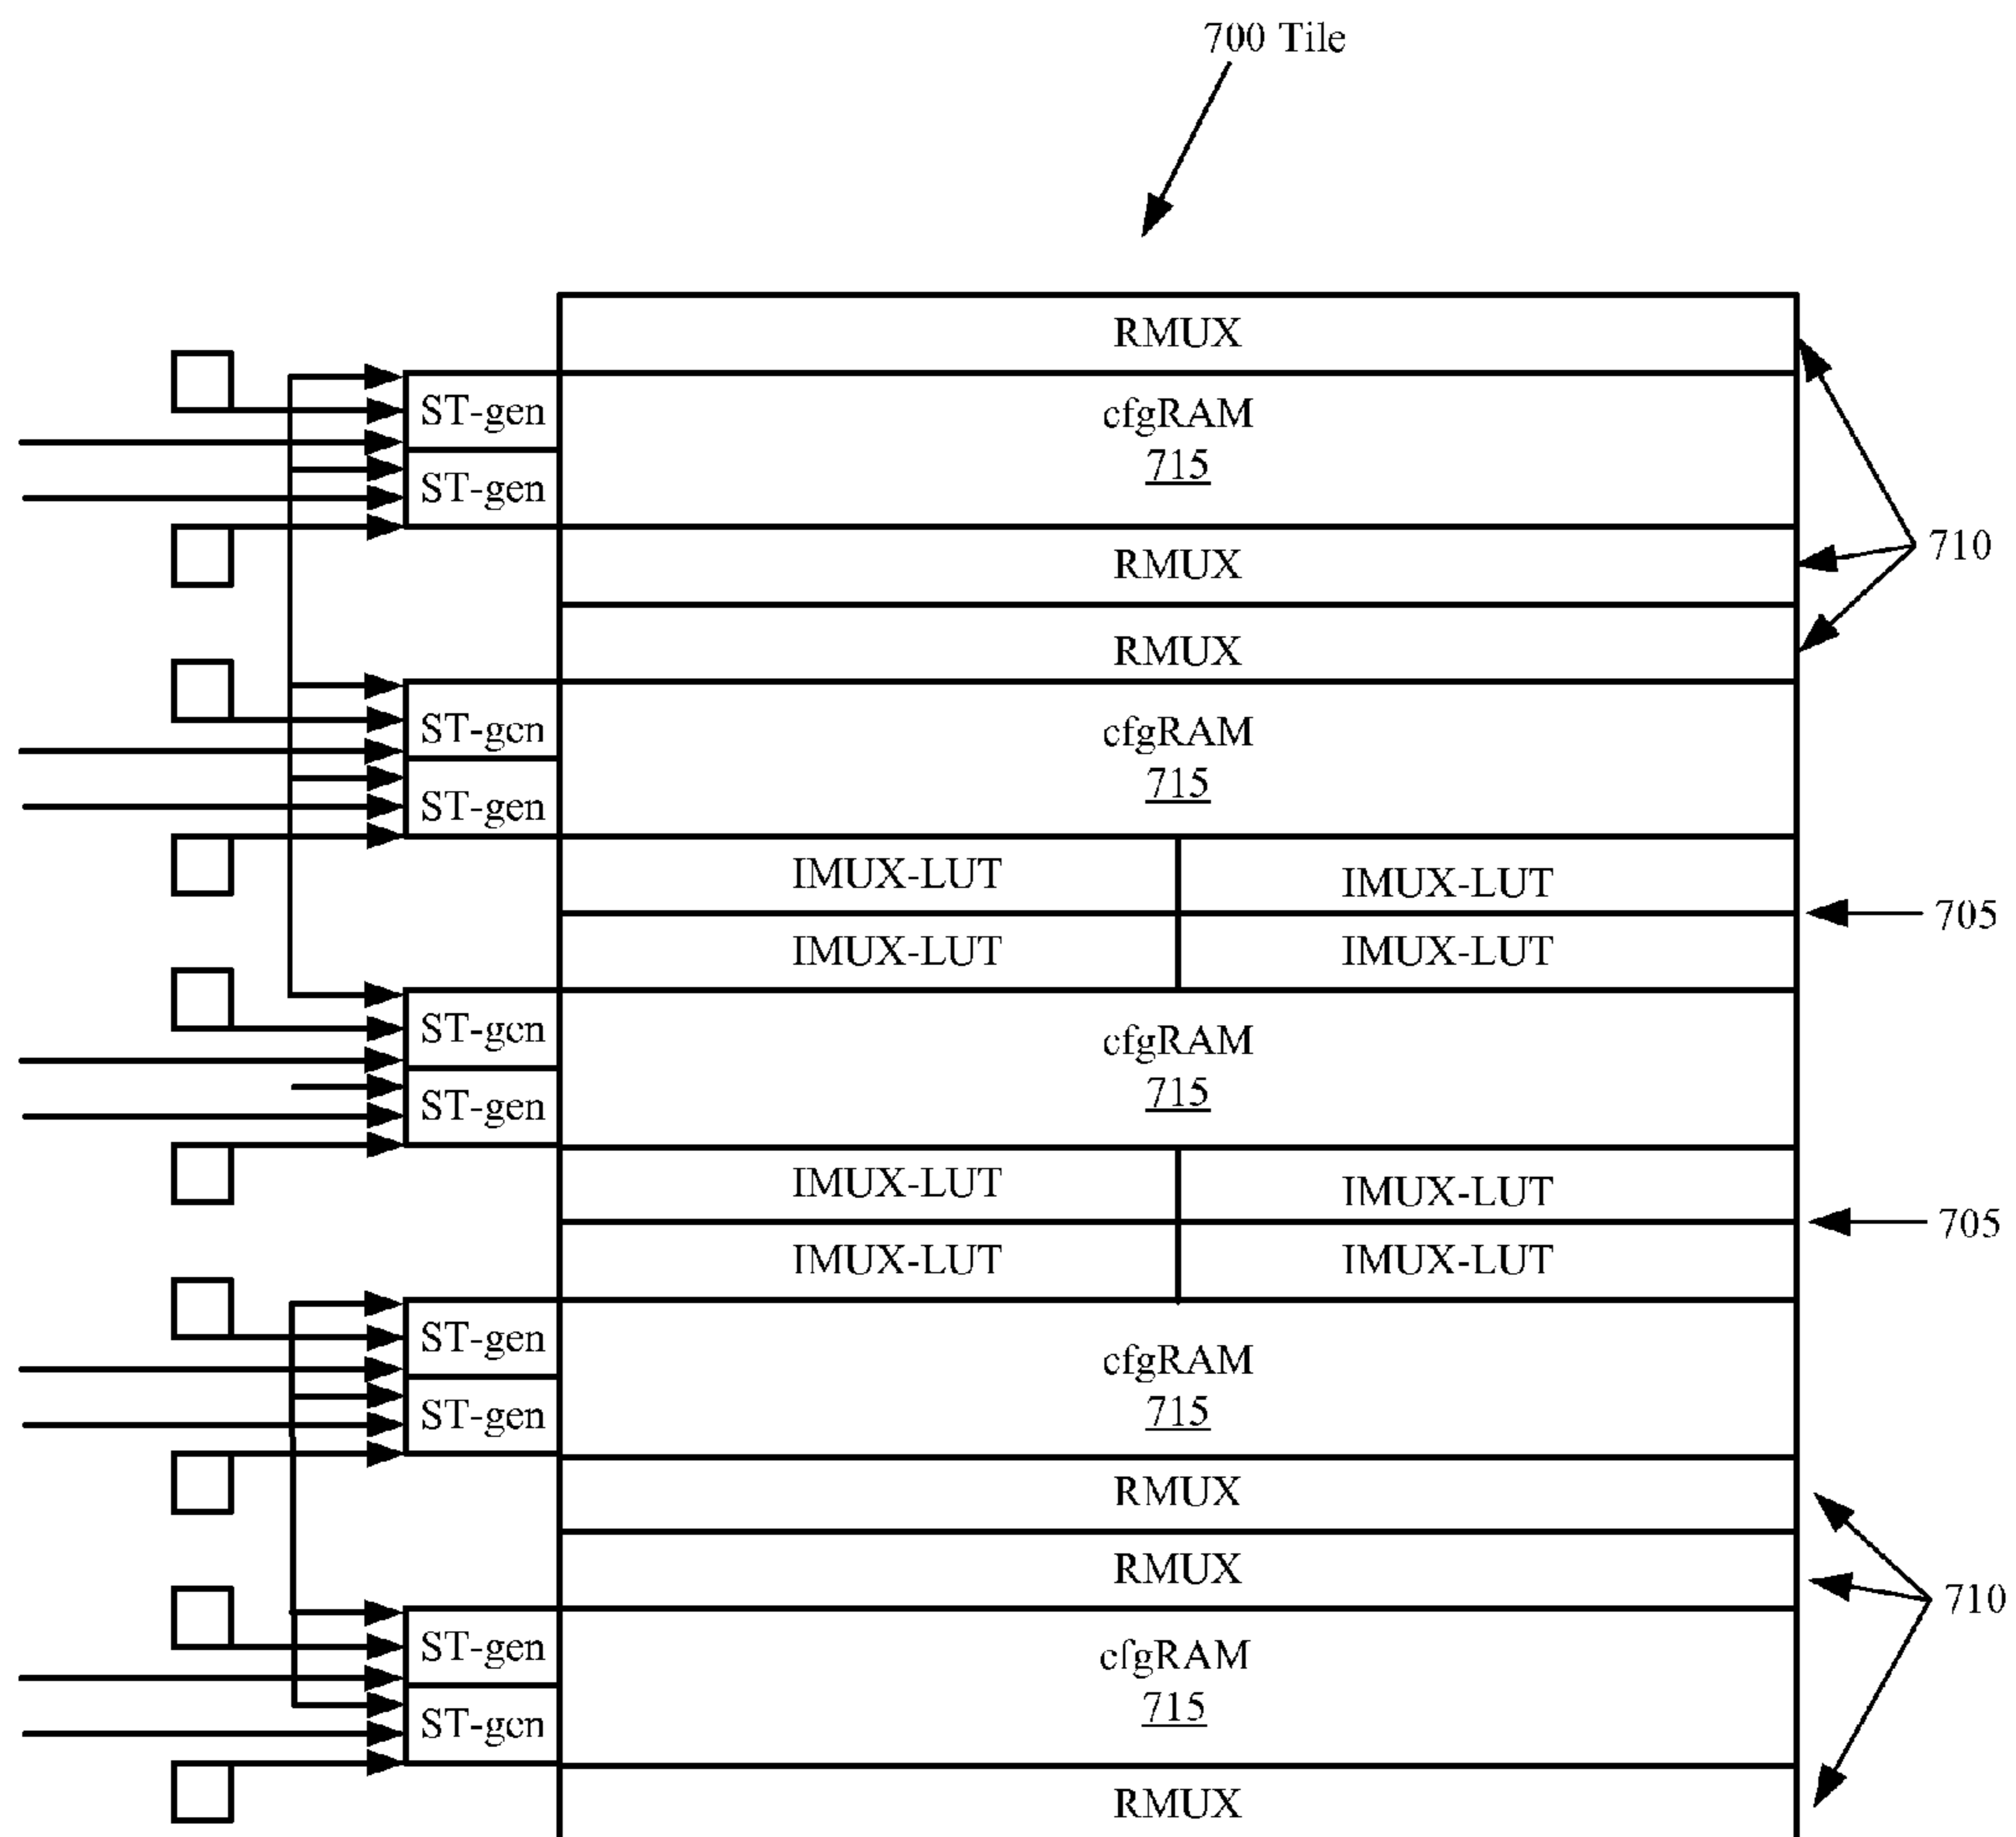 700 Tile
RMUX
ST-gen
cfgRAM
715
ST-gen
710
RMUX
RMUX
ST-gen
cfgRAM
715
ST-gen
IMUX-LUT IMUX-LUT
705
IMUX-LUT IMUX-LUT
ST-gen
cfgRAM
715
ST-gen
IMUX-LUT IMUX-LUT
705
IMUX-LUT IMUX-LUT
ST-gen
cfgRAM
715
ST-gen
RMUX
RMUX
710
ST-gen
cfgRAM
715
ST-gen
RMUX